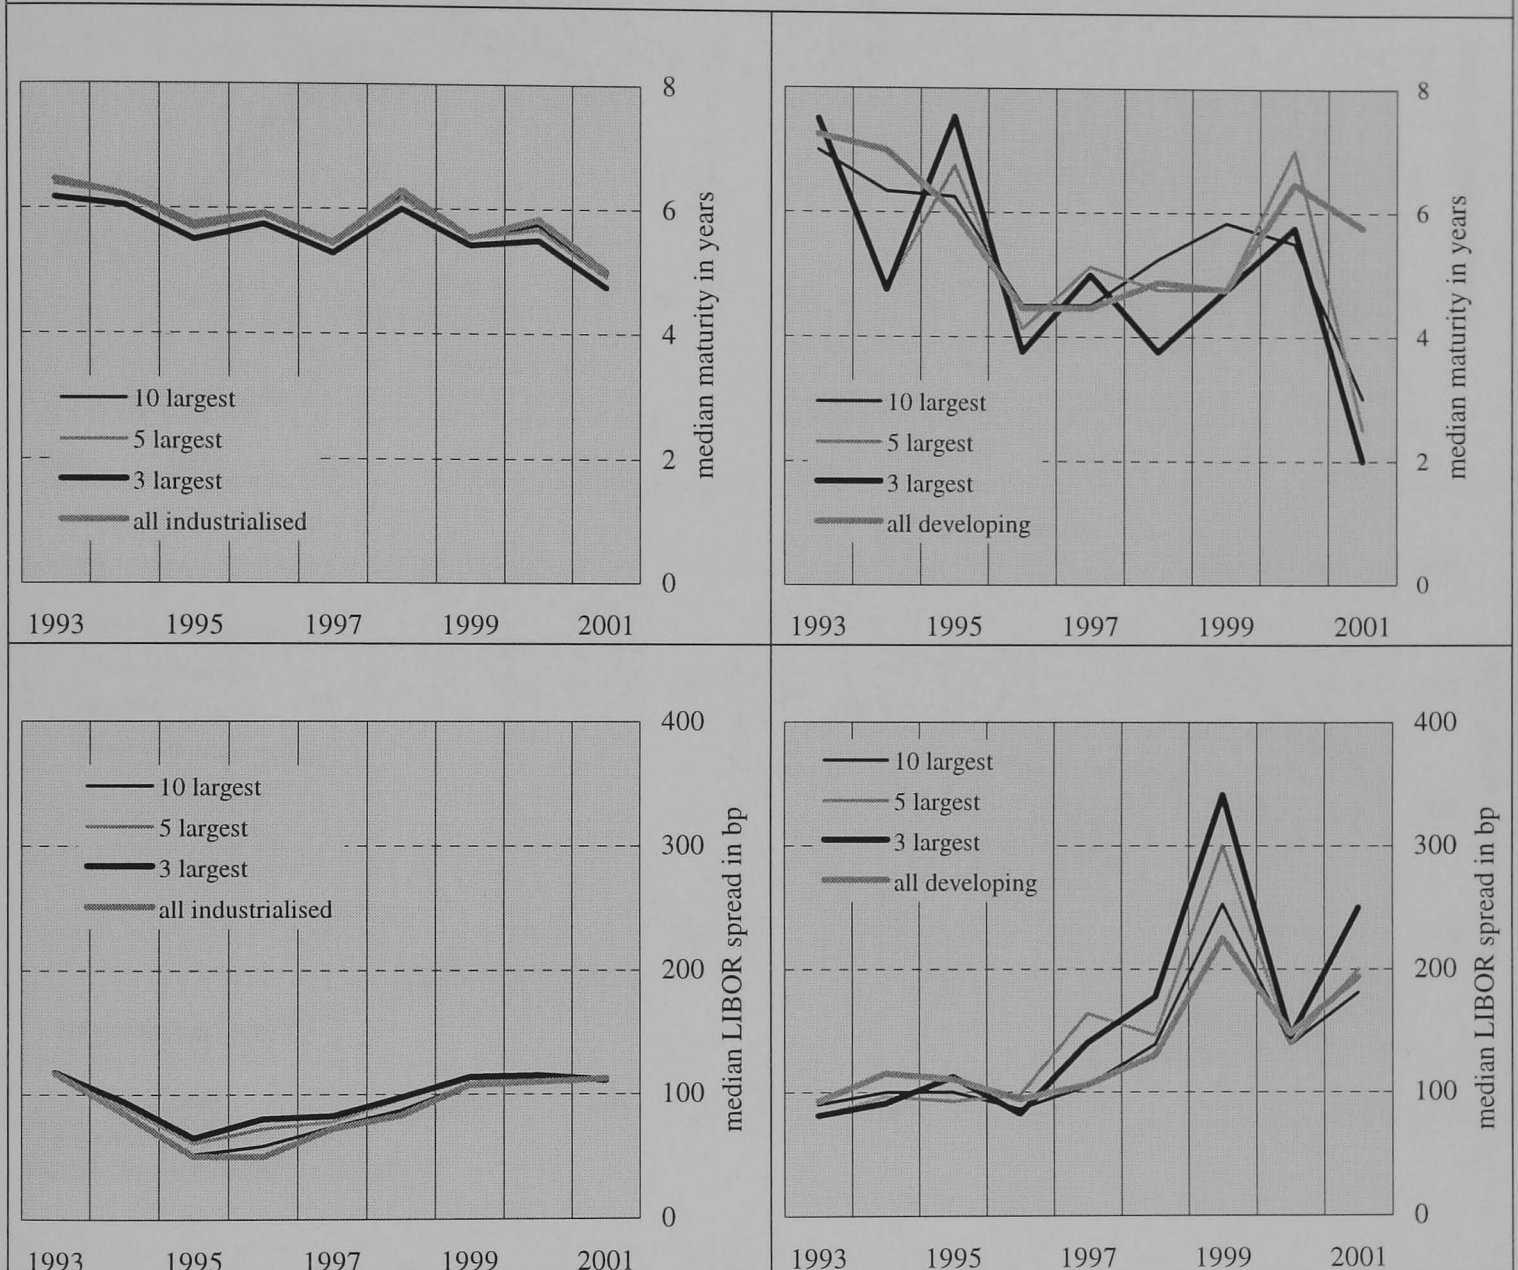 8
6
4
2
0
median maturity in years
10 largest
5 largest
3 largest
all industrialised
1993 1995 1997 1999 2001
8
6
4
2
0
median maturity in years
10 largest
5 largest
3 largest
all developing
1993 1995 1997 1999 2001
400
300
200
100
0
median LIBOR spread in bp
10 largest
5 largest
3 largest
all industrialised
1993 1995 1997 1999 2001
400
300
200
100
0
median LIBOR spread in bp
10 largest
5 largest
3 largest
all developing
1993 1995 1997 1999 2001